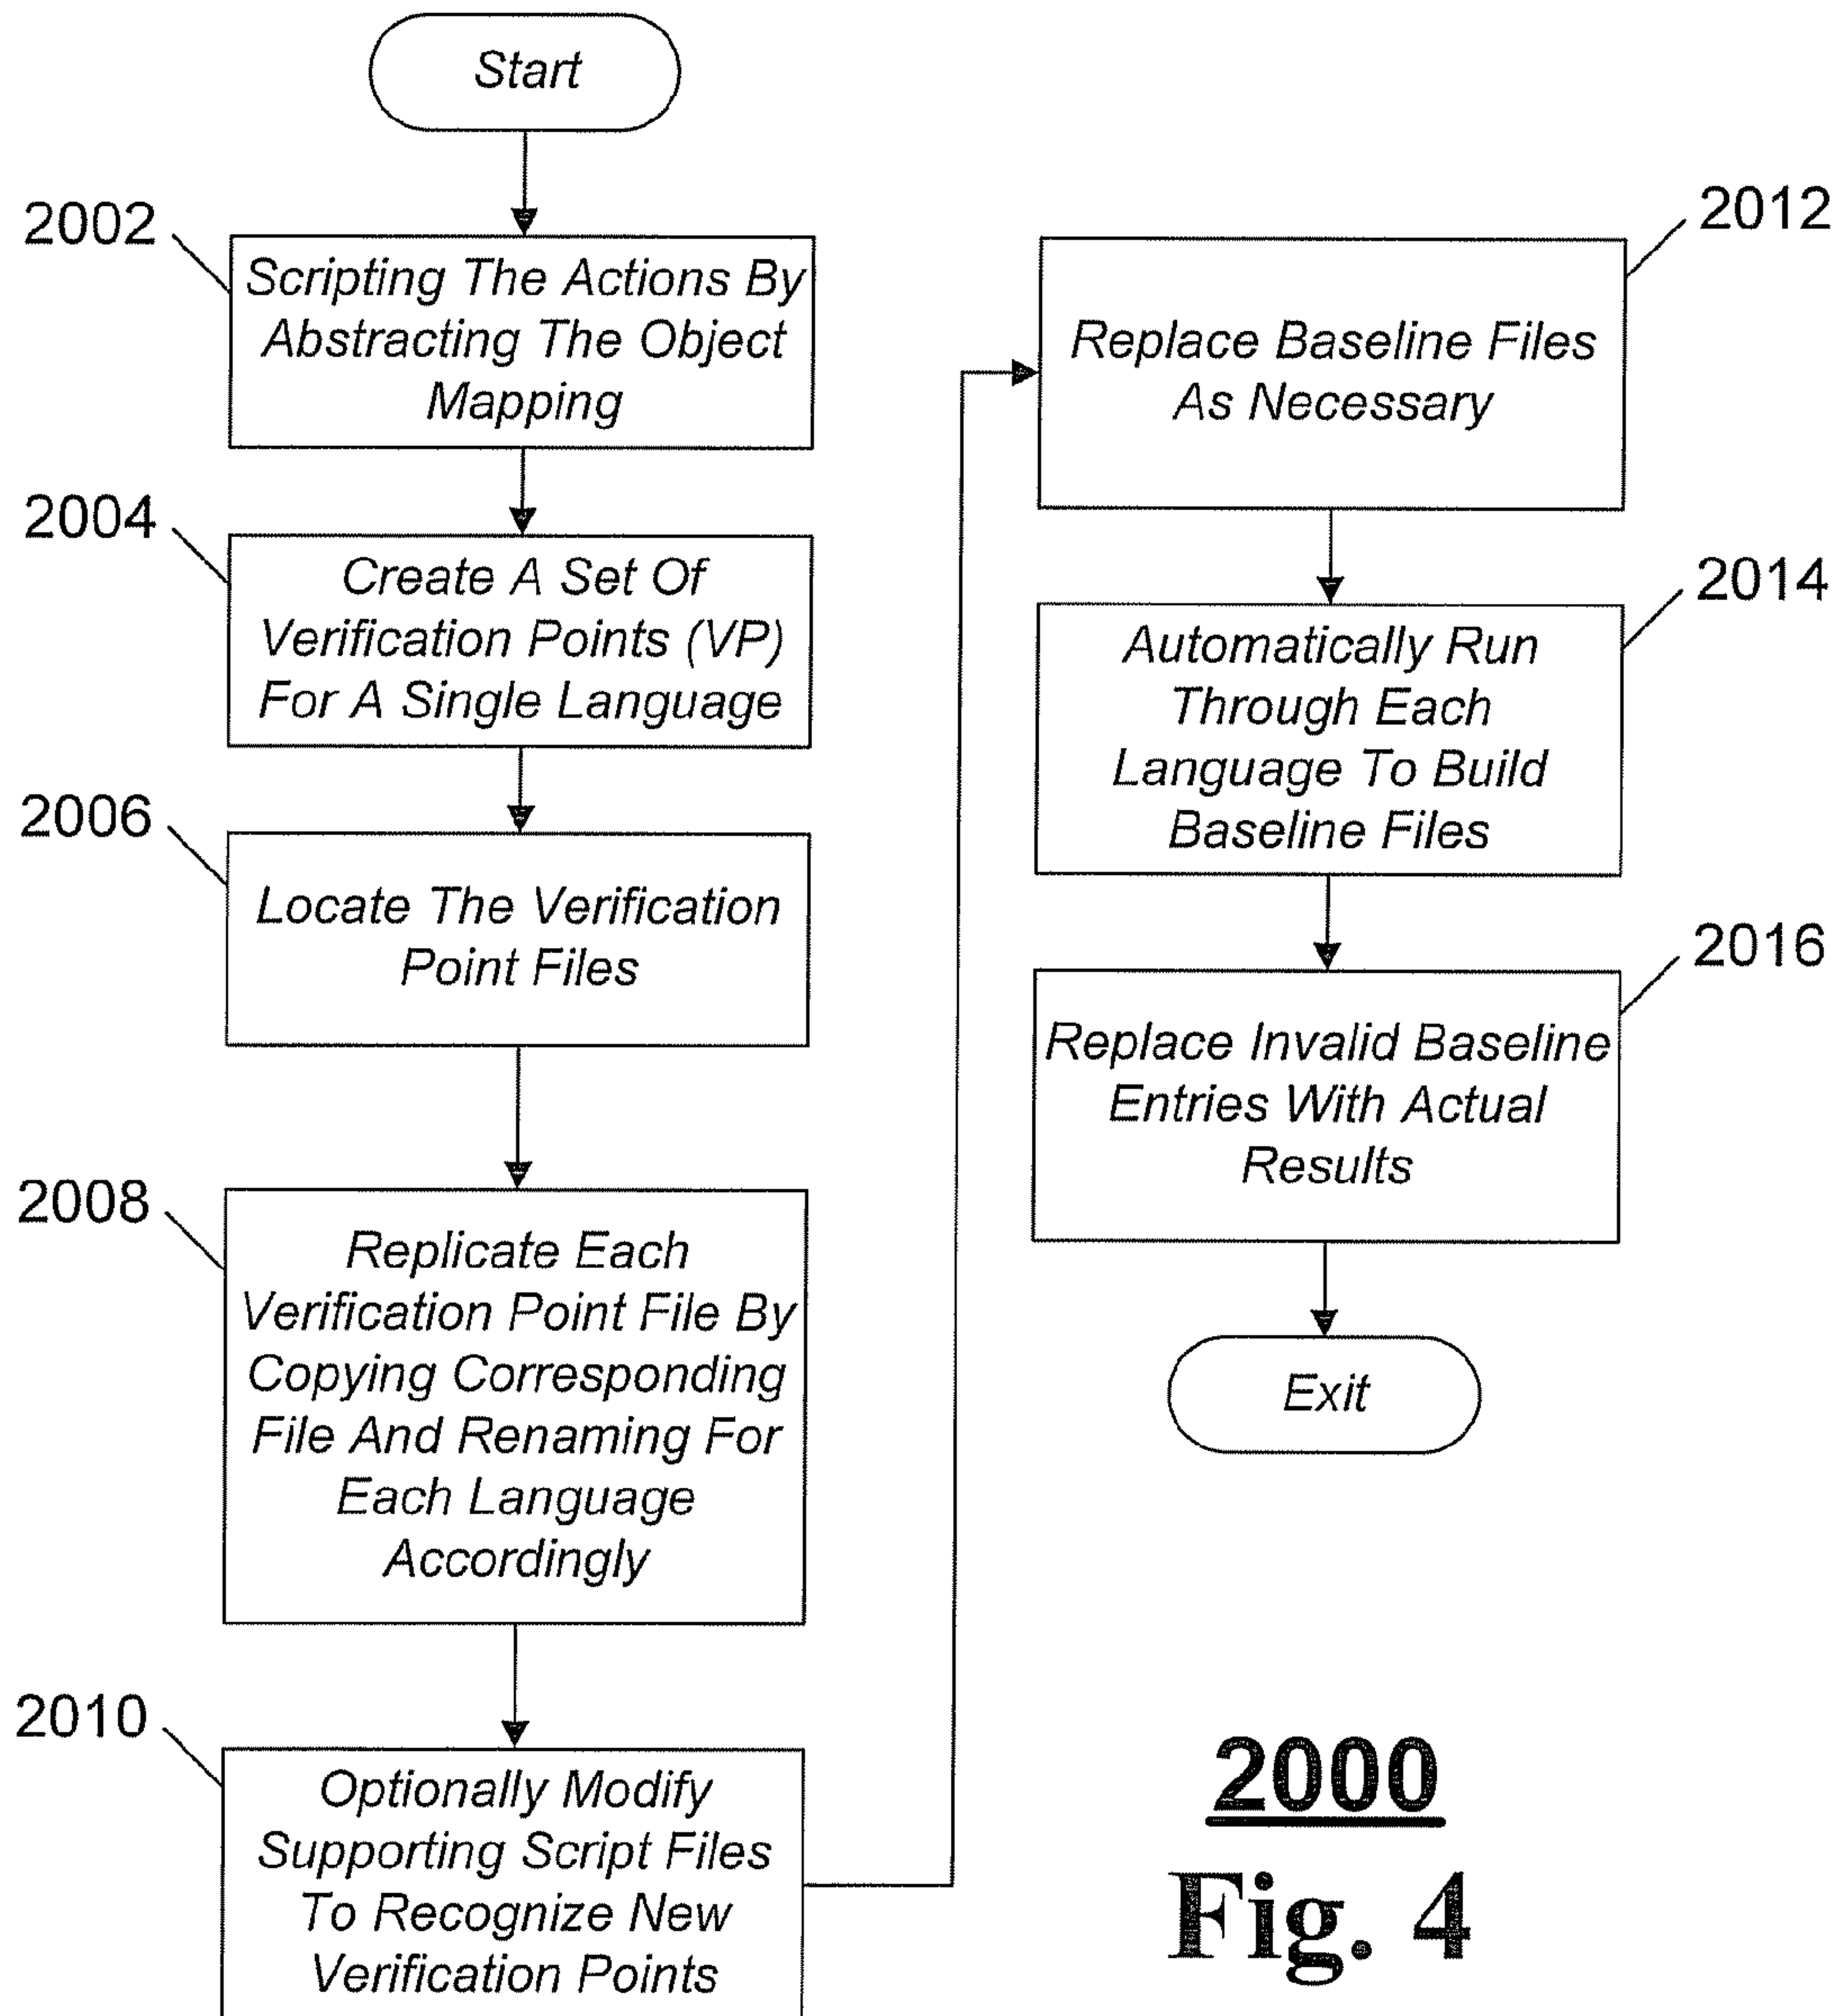 Start
2002
Scripting The Actions By
Abstracting The Object
Mapping
2004
Create A Set Of
Verification Points (VP)
For A Single Language
2006
Locate The Verification
Point Files
2008
Replicate Each
Verification Point File By
Copying Corresponding
File And Renaming For
Each Language
Accordingly
2010
Optionally Modify
Supporting Script Files
To Recognize New
Verification Points
2012
Replace Baseline Files
As Necessary
2014
Automatically Run
Through Each
Language To Build
Baseline Files
2016
Replace Invalid Baseline
Entries With Actual
Results
Exit
2000
Fig. 4